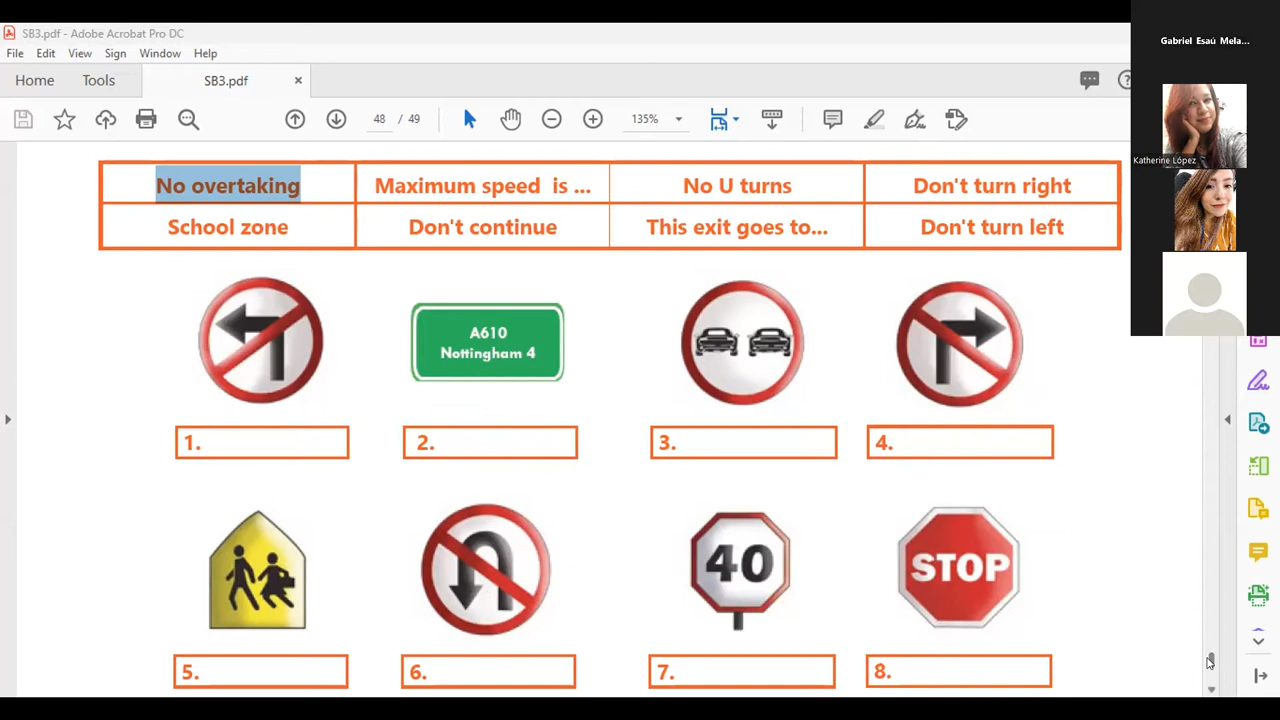 SB3.pdf - Adobe Acrobat Pro DC
Gabriel Esaú Mela...
File Edit View Sign Window Help
Home Tools SB3.pdf ×
48 / 49 135%
Katherine López
No overtaking Maximum speed is ... No U turns Don't turn right
School zone Don't continue This exit goes to... Don't turn left
A610
Nottingham 4
1. 2. 3. 4.
40 STOP
5. 6. 7. 8.